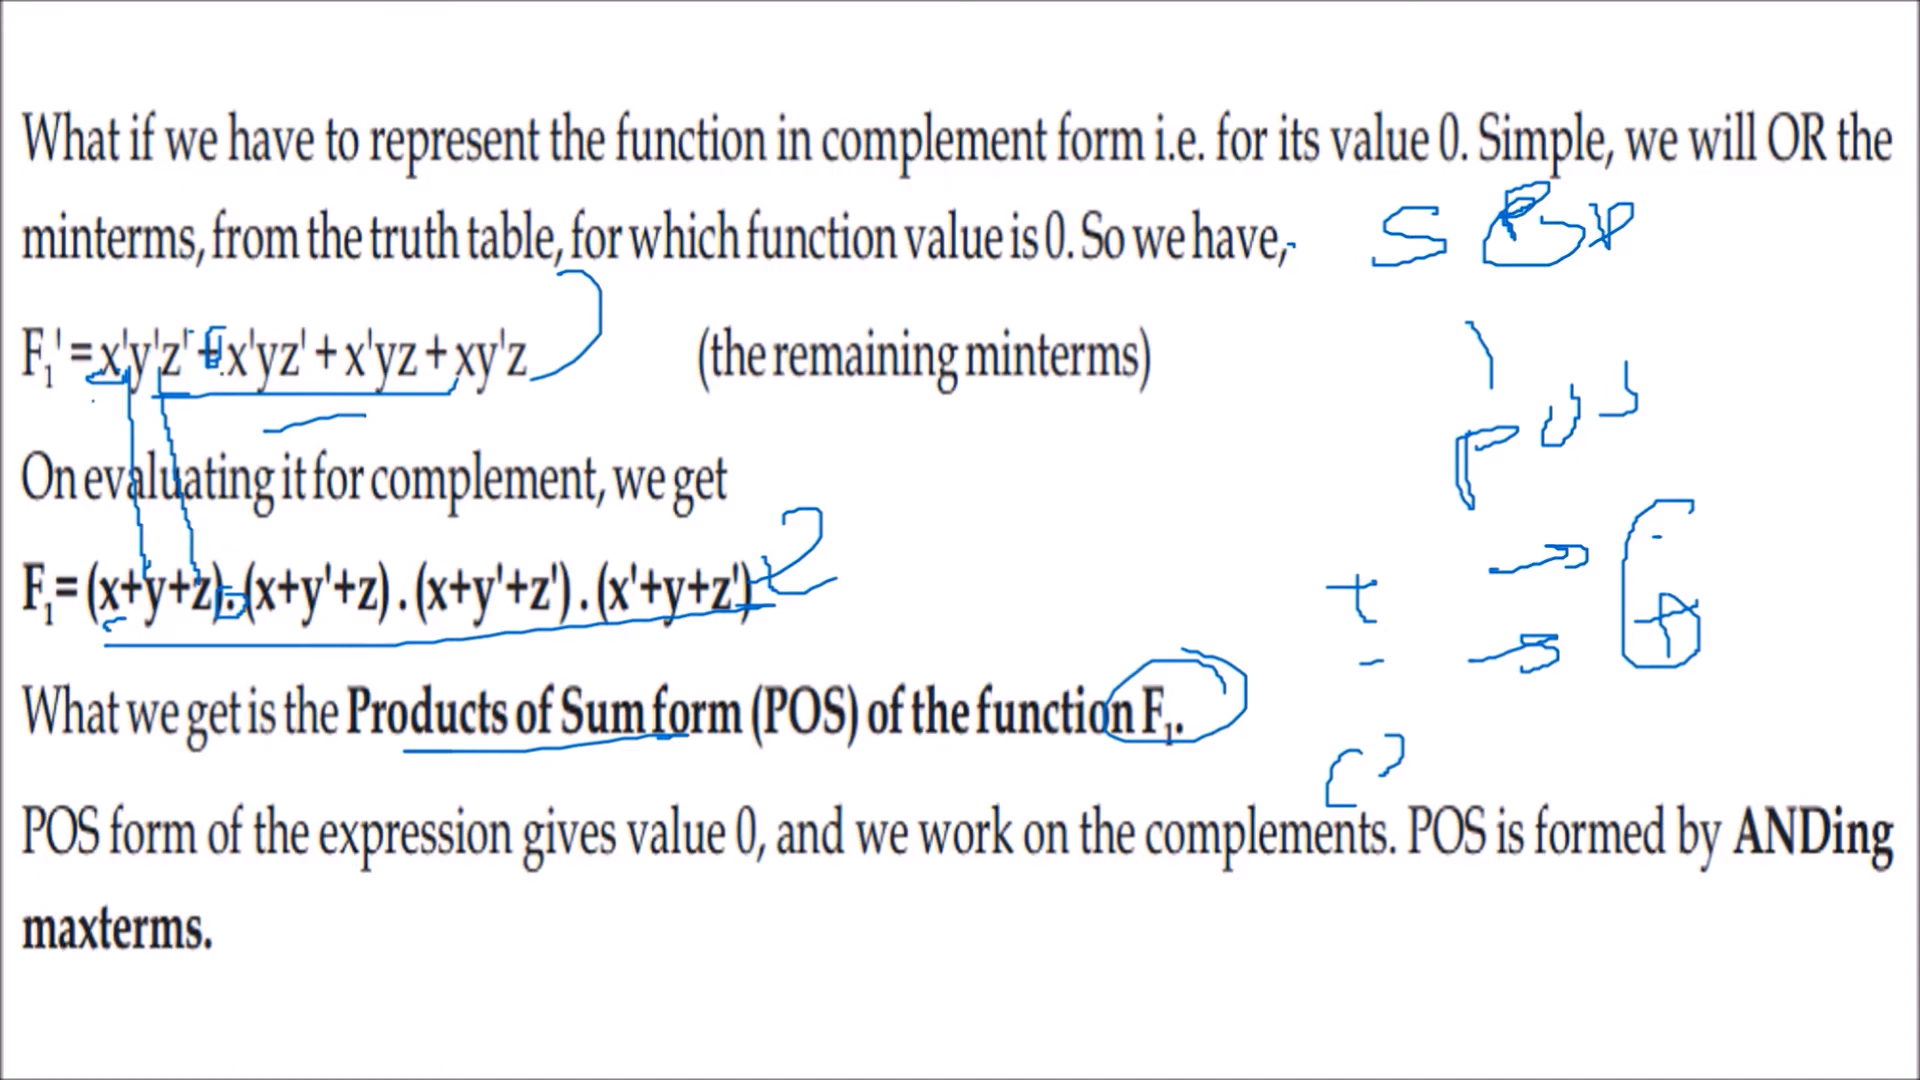 What if we have to represent the function in complement form i.e. for its value 0. Simple, we will OR the
minterms, from the truth table, for which function value is 0. So we have,
S O P
F₁' = x'y'z' + x'yz' + x'yz + xy'z (the remaining minterms)
On evaluating it for complement, we get
F₁ = (x+y+z) . (x+y'+z) . (x+y'+z') . (x'+y+z')
What we get is the Products of Sum form (POS) of the function F₁.
POS form of the expression gives value 0, and we work on the complements. POS is formed by ANDing
maxterms.